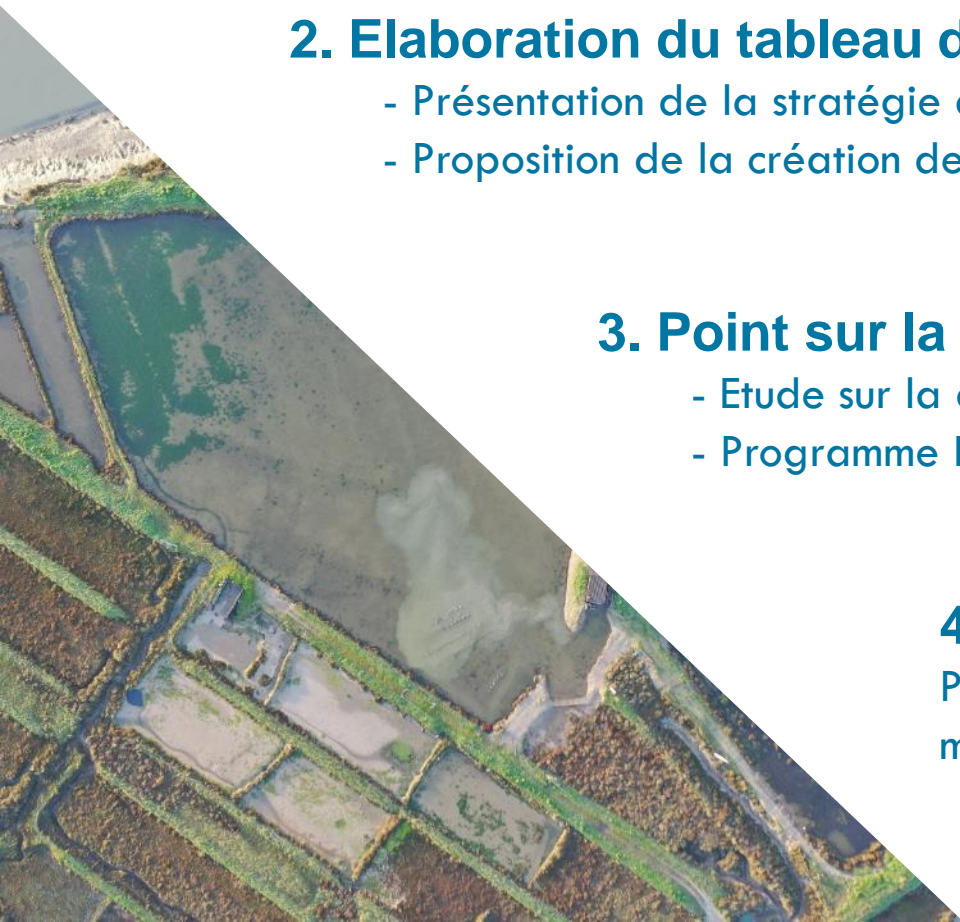 2. Elaboration du tableau d
- Présentation de la stratégie
- Proposition de la création de
3. Point sur la
- Etude sur la
- Programme
4
P
m